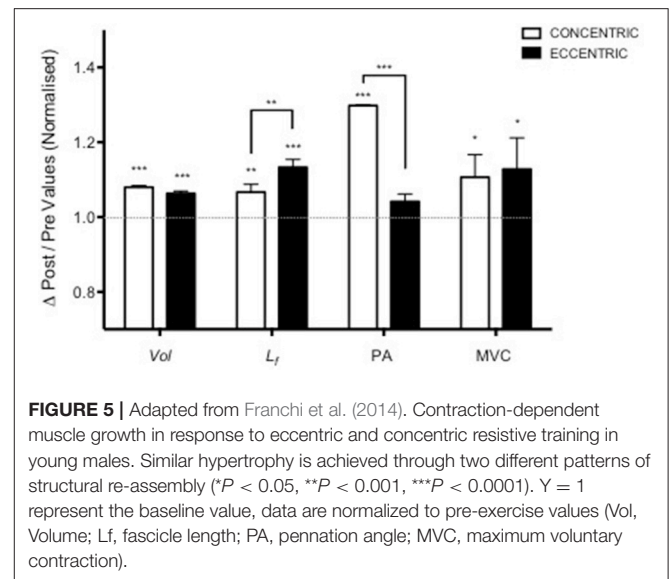 CONCENTRIC
ECCENTRIC
Δ Post / Pre Values (Normalised)
1.4
1.2
1.0
0.8
***
***
**
**
***
***
***
*
*
Vol
Lf
PA
MVC
FIGURE 5 | Adapted from Franchi et al. (2014). Contraction-dependent
muscle growth in response to eccentric and concentric resistive training in
young males. Similar hypertrophy is achieved through two different patterns of
structural re-assembly (*P < 0.05, **P < 0.001, ***P < 0.0001). Y = 1
represent the baseline value, data are normalized to pre-exercise values (Vol,
Volume; Lf, fascicle length; PA, pennation angle; MVC, maximum voluntary
contraction).